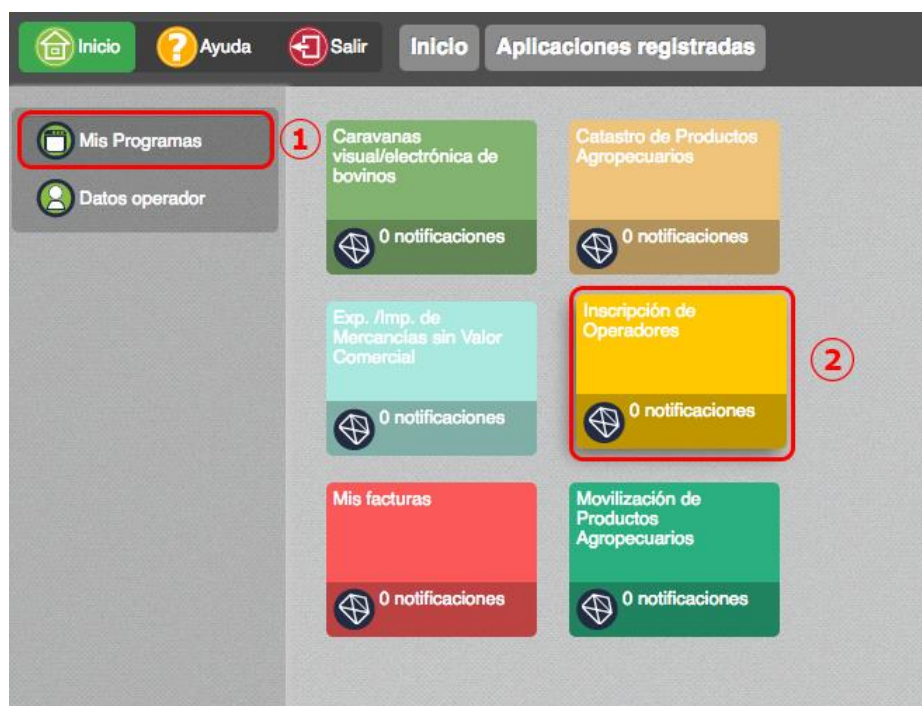 Inicio
Ayuda
Salir
Inicio
Aplicaciones registradas
Mis Programas
1
Datos operador
Caravanas
visual/electrónica de
bovinos
0 notificaciones
Catastro de Productos
Agropecuarios
0 notificaciones
Exp. /Imp. de
Mercancías sin Valor
Comercial
0 notificaciones
Inscripción de
Operadores
0 notificaciones
2
Mis facturas
0 notificaciones
Movilización de
Productos
Agropecuarios
0 notificaciones